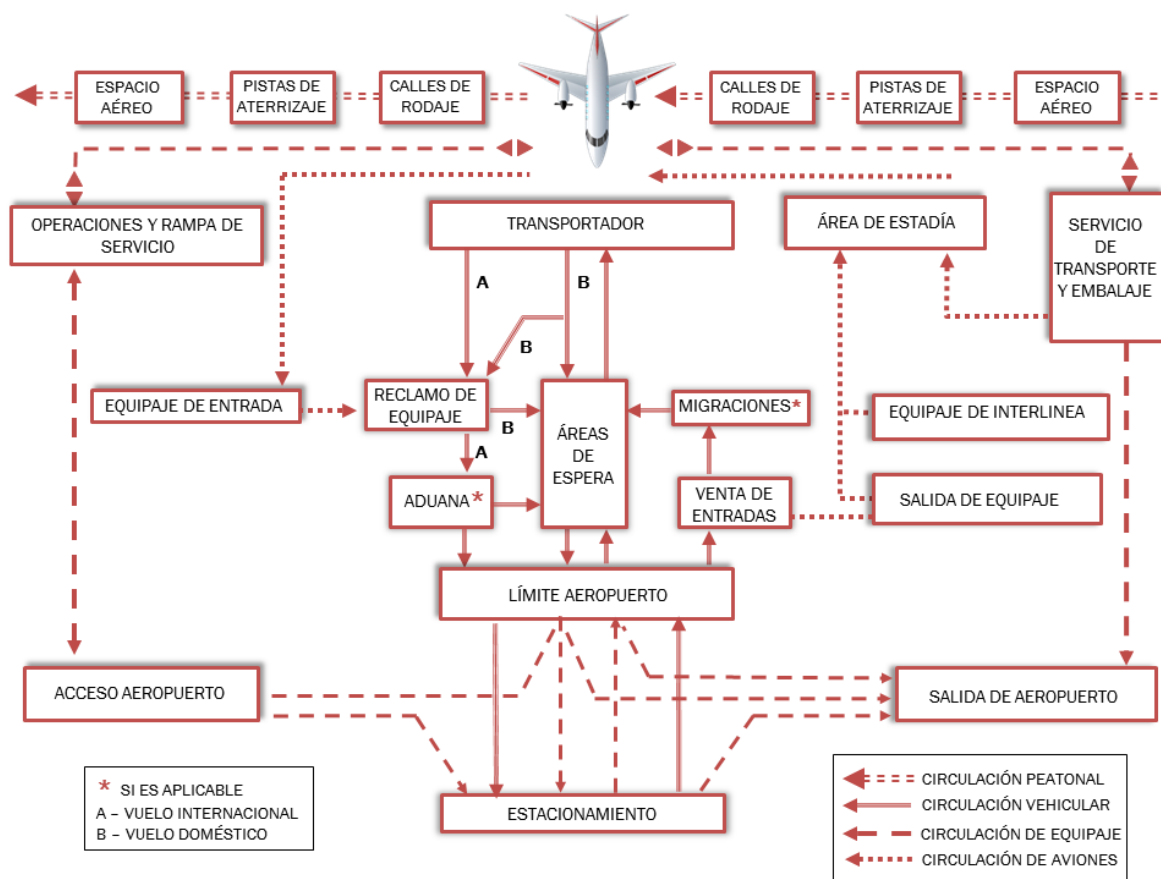 ESPACIO
AÉREO
PISTAS DE
ATERRIZAJE
CALLES
DE RODAJE
CALLES DE
RODAJE
PISTAS DE
ATERRIZAJE
ESPACIO
AÉREO
OPERACIONES Y RAMPA DE
SERVICIO
TRANSPORTADOR
ÁREA DE ESTADÍA
SERVICIO
DE
TRANSPORTE
Y EMBALAJE
A
B
B
EQUIPAJE DE ENTRADA
RECLAMO DE
EQUIPAJE
B
A
ÁREAS
DE
ESPERA
MIGRACIONES*
EQUIPAJE DE INTERLINEA
ADUANA*
VENTA DE
ENTRADAS
SALIDA DE EQUIPAJE
LÍMITE AEROPUERTO
ACCESO AEROPUERTO
SALIDA DE AEROPUERTO
ESTACIONAMIENTO
* SI ES APLICABLE
A – VUELO INTERNACIONAL
B – VUELO DOMÉSTICO
CIRCULACIÓN PEATONAL
CIRCULACIÓN VEHICULAR
CIRCULACIÓN DE EQUIPAJE
CIRCULACIÓN DE AVIONES